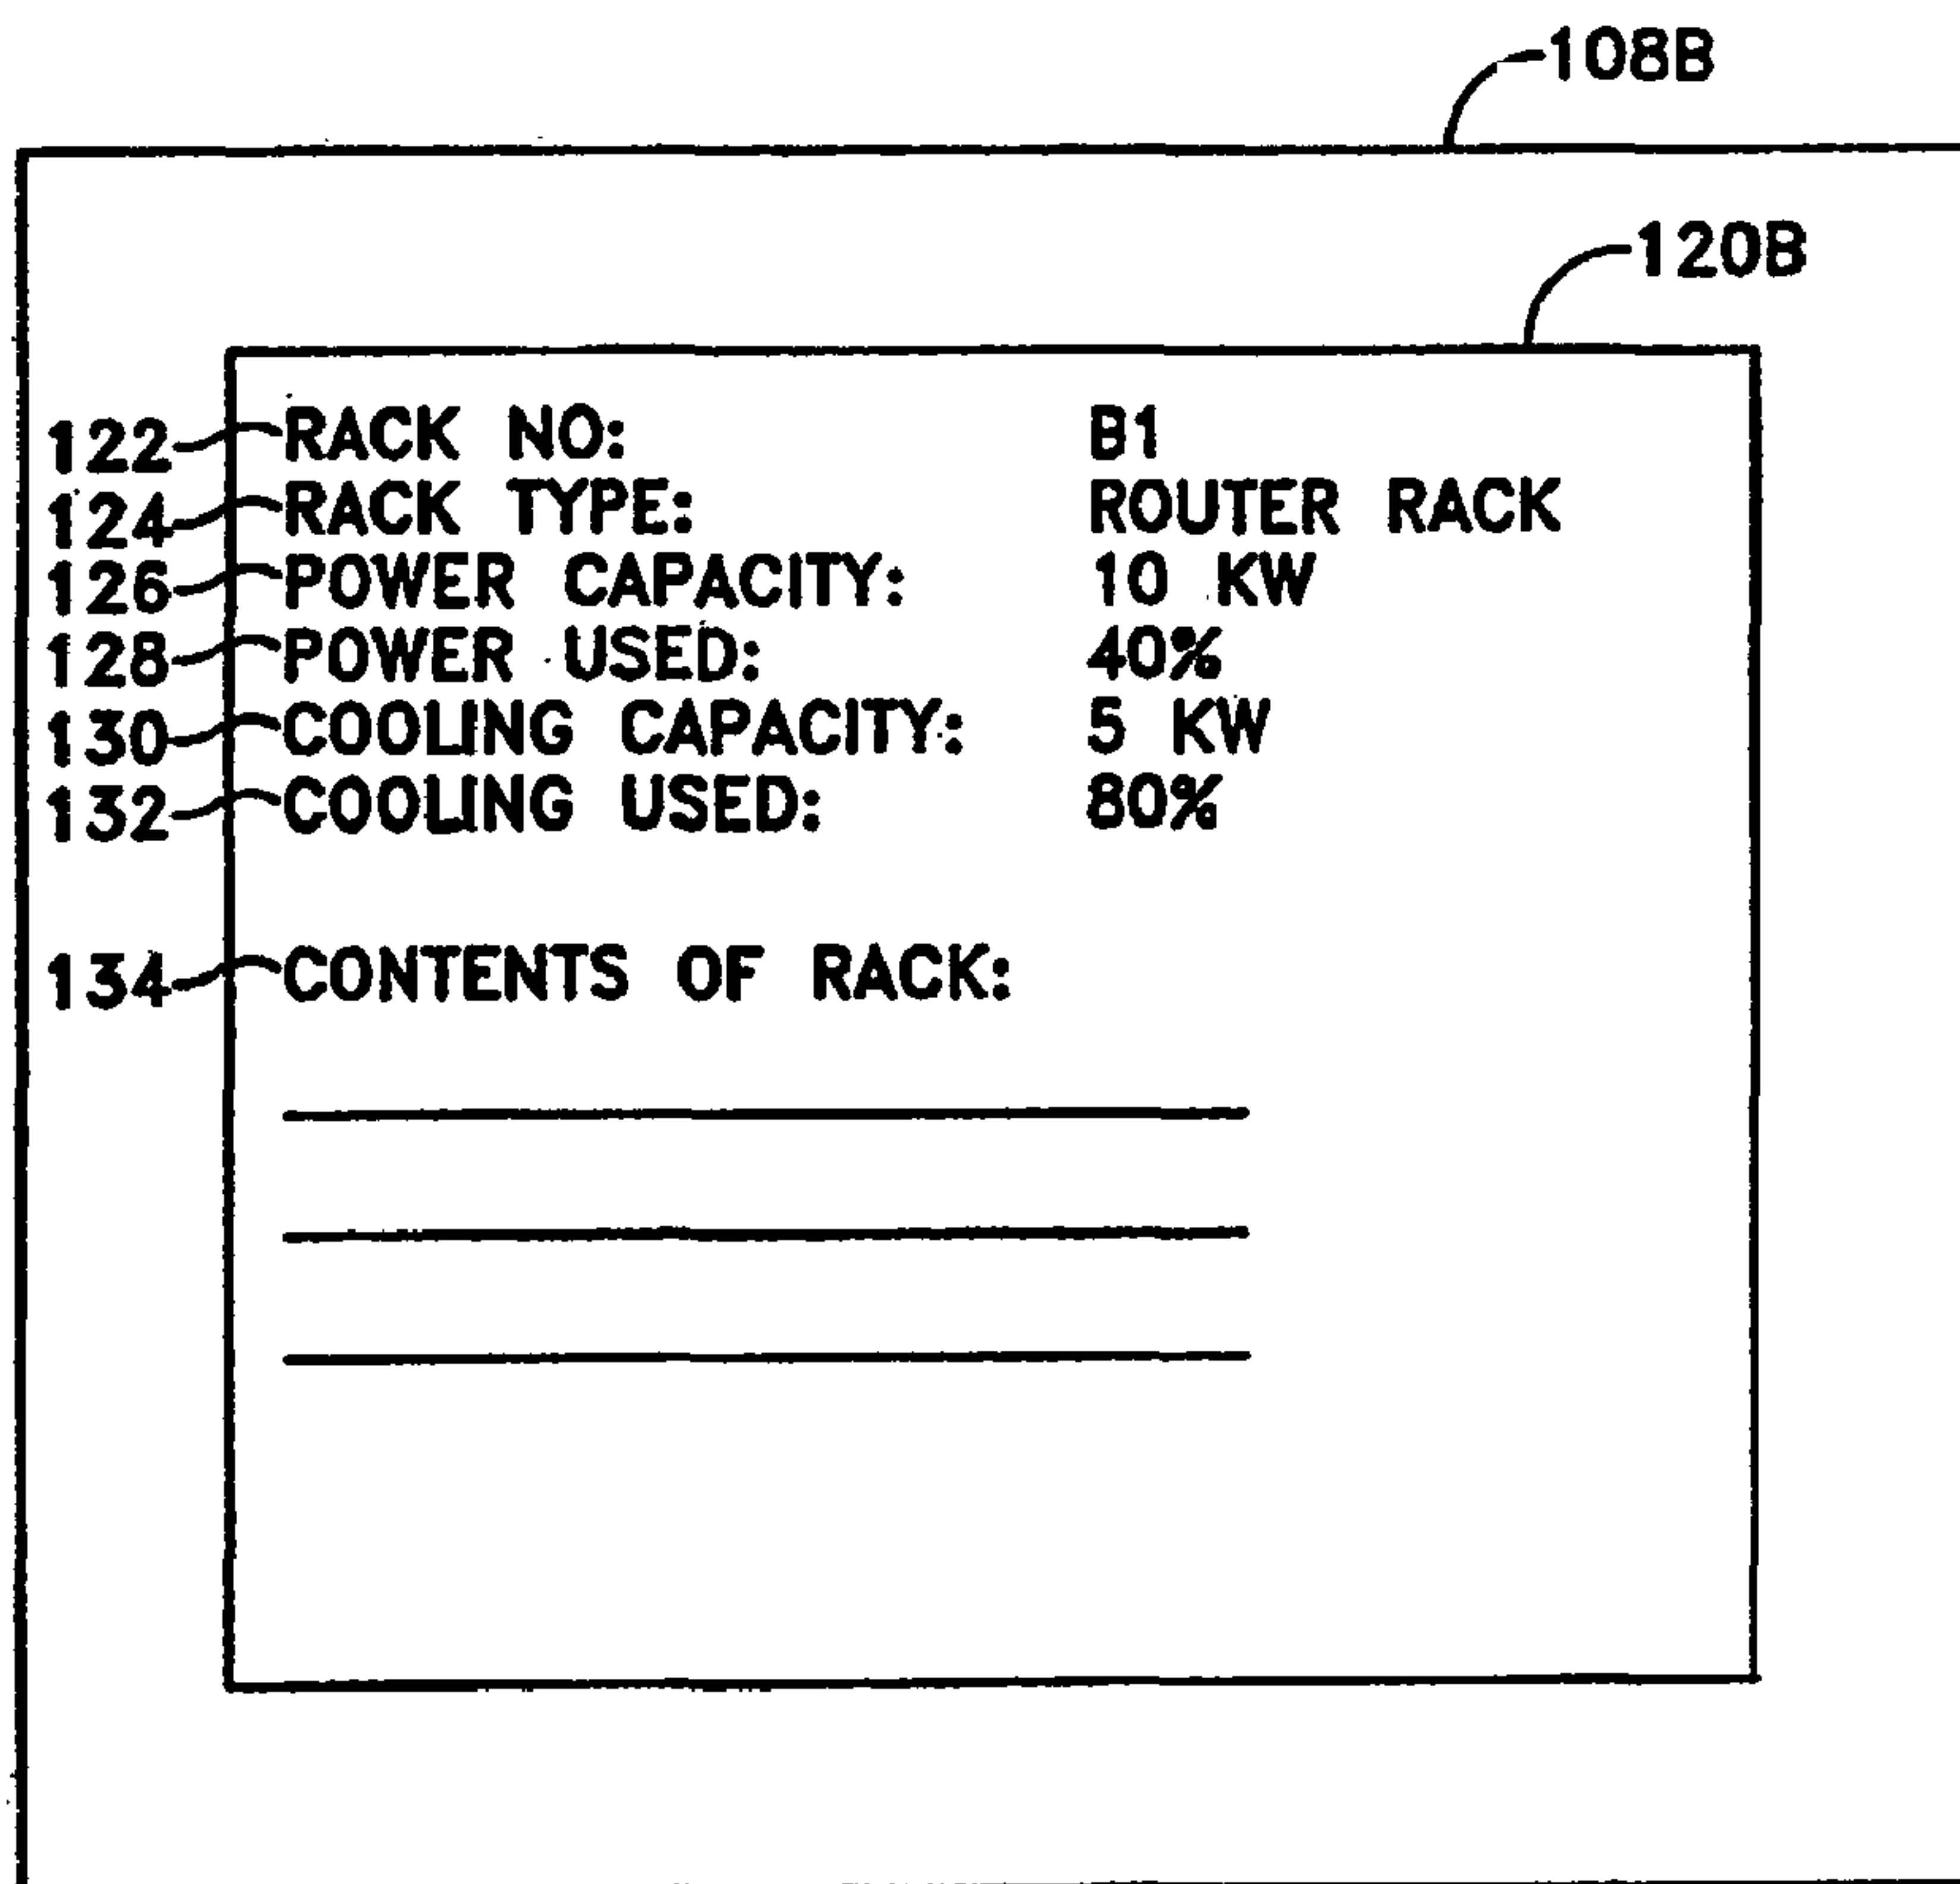 108B
120B
122 RACK NO: B1
124 RACK TYPE: ROUTER RACK
126 POWER CAPACITY: 10 KW
128 POWER USED: 40%
130 COOLING CAPACITY: 5 KW
132 COOLING USED: 80%
134 CONTENTS OF RACK: